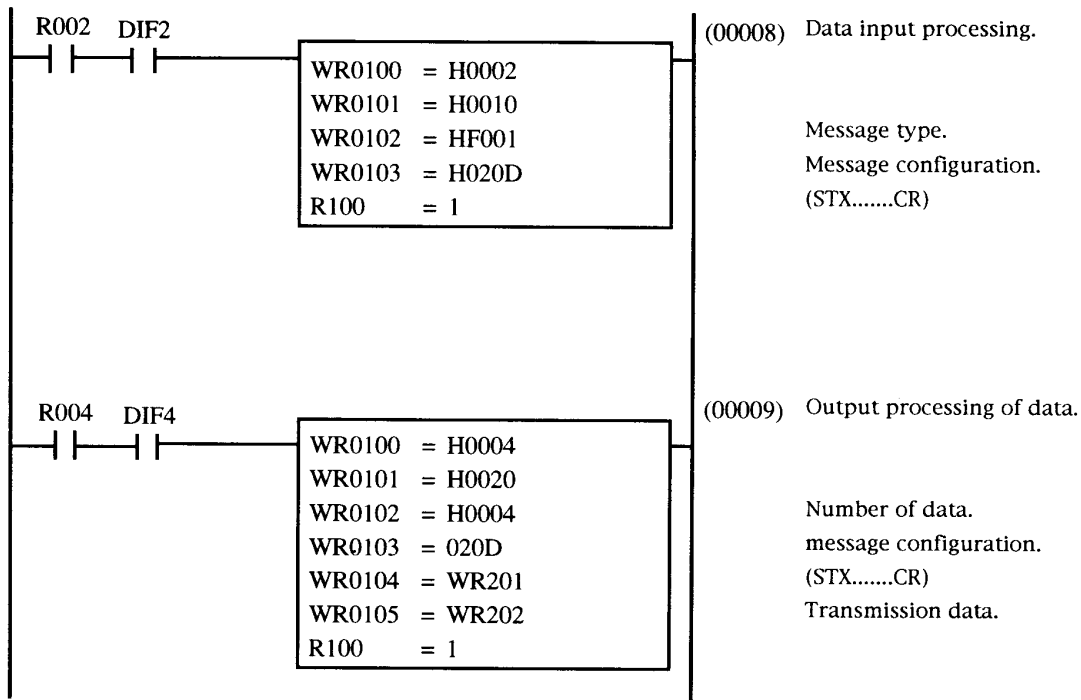 R002 DIF2
(00008) Data input processing.
WR0100 = H0002
WR0101 = H0010
WR0102 = HF001 Message type.
WR0103 = H020D Message configuration.
R100 = 1 (STX.......CR)
R004 DIF4
(00009) Output processing of data.
WR0100 = H0004
WR0101 = H0020
WR0102 = H0004 Number of data.
WR0103 = 020D message configuration.
WR0104 = WR201 (STX.......CR)
WR0105 = WR202 Transmission data.
R100 = 1